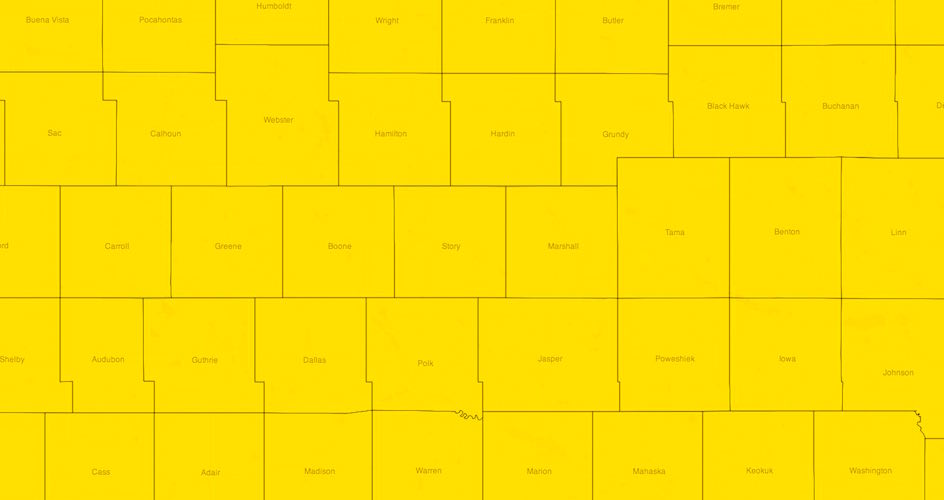 Humboldt
Bremer
Buena Vista
Pocahontas
Wright
Franklin
Butler
Sac
Calhoun
Webster
Hamilton
Hardin
Grundy
Black Hawk
Buchanan
D
rd
Carroll
Greene
Boone
Story
Marshall
Tama
Benton
Linn
Shelby
Audubon
Guthrie
Dallas
Polk
Jasper
Poweshiek
Iowa
Johnson
Cass
Adair
Madison
Warren
Marion
Mahaska
Keokuk
Washington